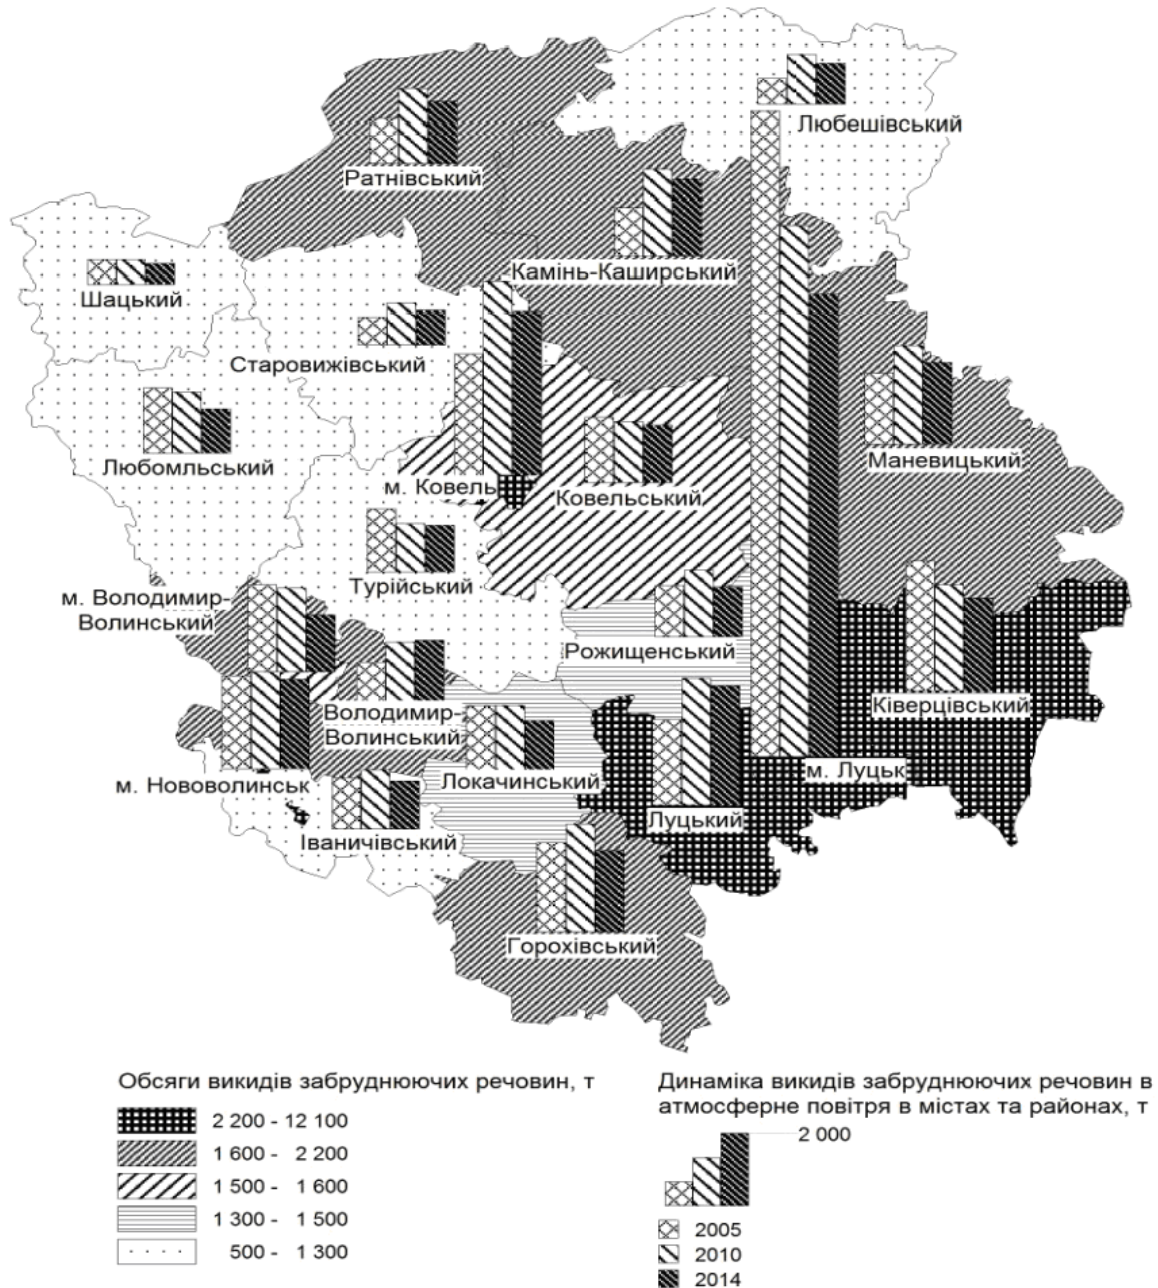 Любешівський
Ратнівський
Камінь-Каширський
Шацький
Старовижівський
Любомльський
Маневицький
м. Ковель
Ковельський
Турійський
м. Володимир-
Волинський
Рожищенський
Ківерцівський
Володимир-
Волинський
м. Луцьк
м. Нововолинськ
Локачинський
Луцький
Іваничівський
Горохівський
Обсяги викидів забруднюючих речовин, т
2 200 - 12 100
1 600 - 2 200
1 500 - 1 600
1 300 - 1 500
500 - 1 300
Динаміка викидів забруднюючих речовин в
атмосферне повітря в містах та районах, т
2 000
2005
2010
2014